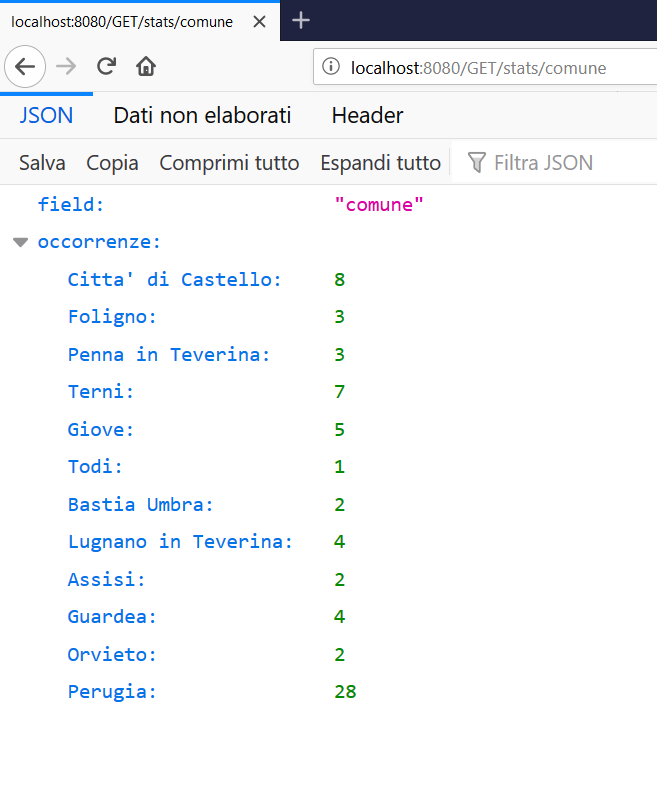 localhost:8080/GET/stats/comune
localhost:8080/GET/stats/comune
JSON Dati non elaborati Header
Salva Copia Comprimi tutto Espandi tutto Filtra JSON
field: "comune"
occorrenze:
Citta' di Castello: 8
Foligno: 3
Penna in Teverina: 3
Terni: 7
Giove: 5
Todi: 1
Bastia Umbra: 2
Lugnano in Teverina: 4
Assisi: 2
Guardea: 4
Orvieto: 2
Perugia: 28